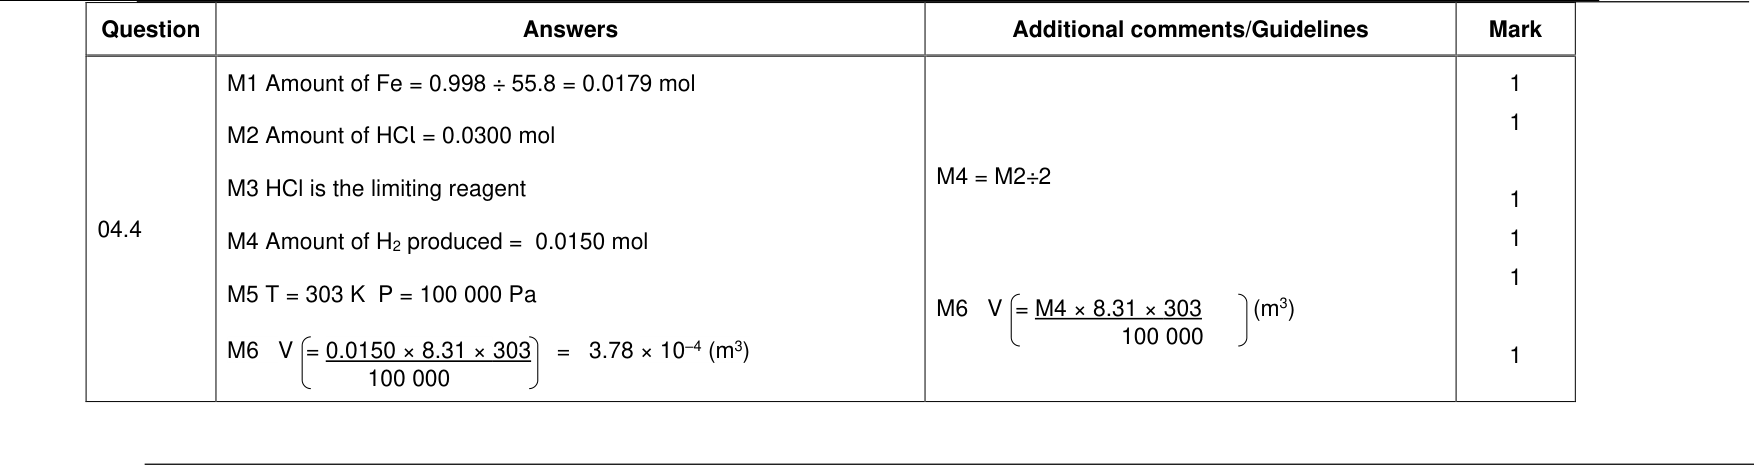 Question Answers Additional comments/Guidelines Mark
04.4
M1 Amount of Fe = 0.998 ÷ 55.8 = 0.0179 mol
M2 Amount of HCl = 0.0300 mol
M3 HCl is the limiting reagent
M4 Amount of H₂ produced = 0.0150 mol
M5 T = 303 K P = 100 000 Pa
M6 V (= 0.0150 × 8.31 × 303) = 3.78 × 10⁻⁴ (m³)
100 000
M4 = M2÷2
M6 V (= M4 × 8.31 × 303) (m³)
100 000
1
1
1
1
1
1